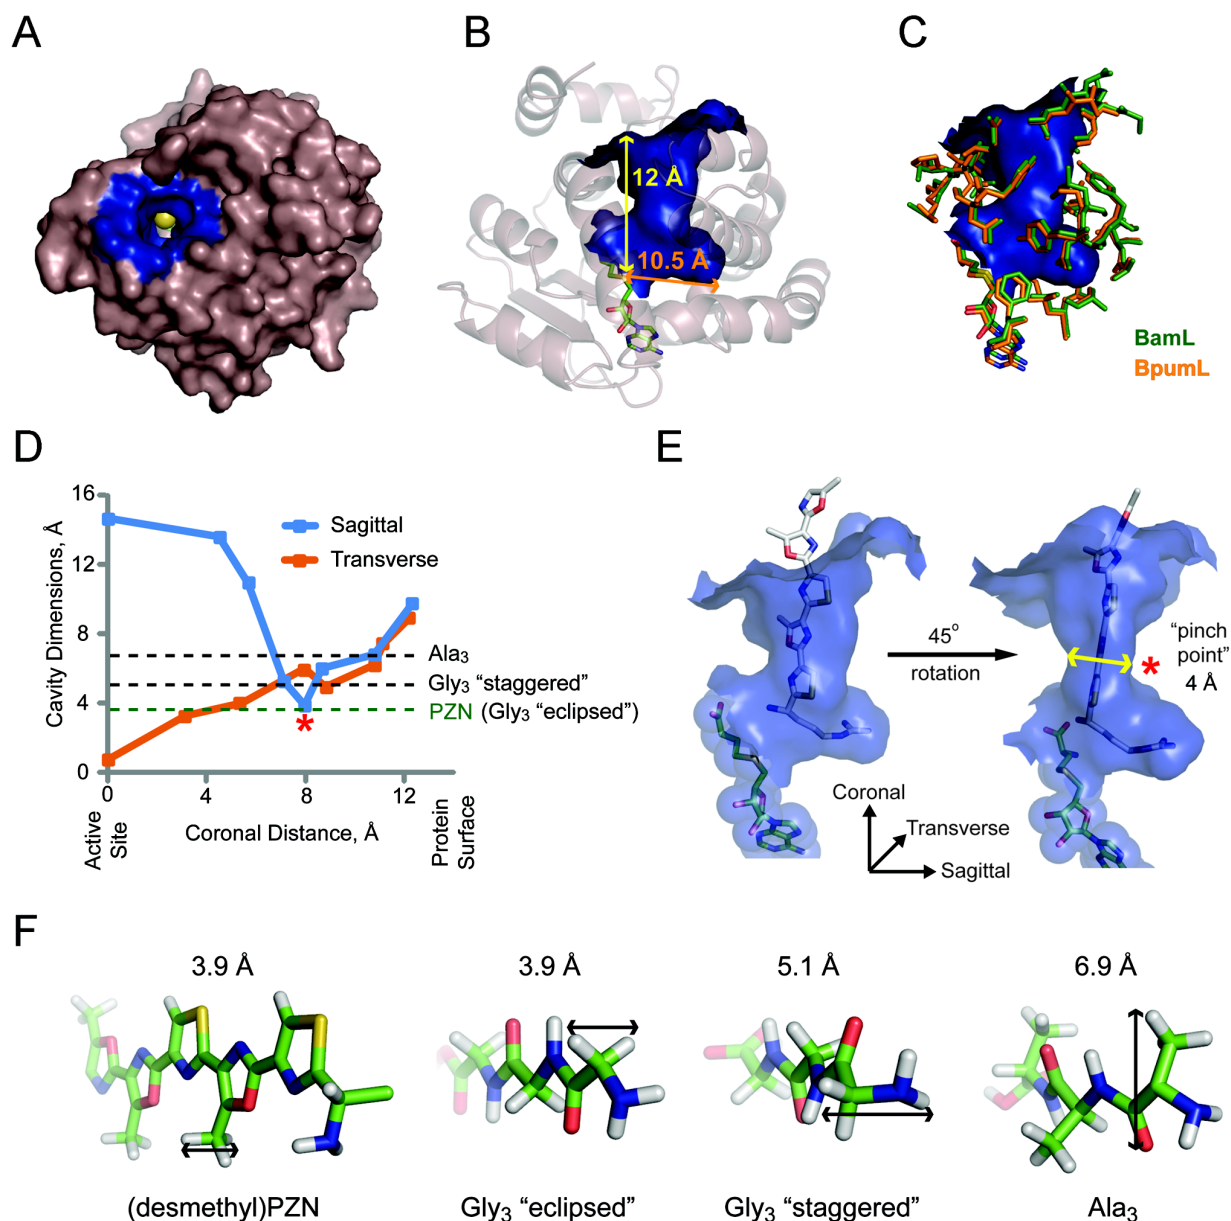 A
B
C
12 Å
10.5 Å
BamL
BpumL
D
16
12
8
4
0
Cavity Dimensions, Å
Sagittal
Transverse
Ala3
Gly3 “staggered”
PZN (Gly3 “eclipsed”)
*
0
4
8
12
Active
Site
Coronal Distance, Å
Protein
Surface
E
45°
rotation
“pinch
point”
* 4 Å
Coronal
Transverse
Sagittal
F
3.9 Å
3.9 Å
5.1 Å
6.9 Å
(desmethyl)PZN
Gly3 “eclipsed”
Gly3 “staggered”
Ala3